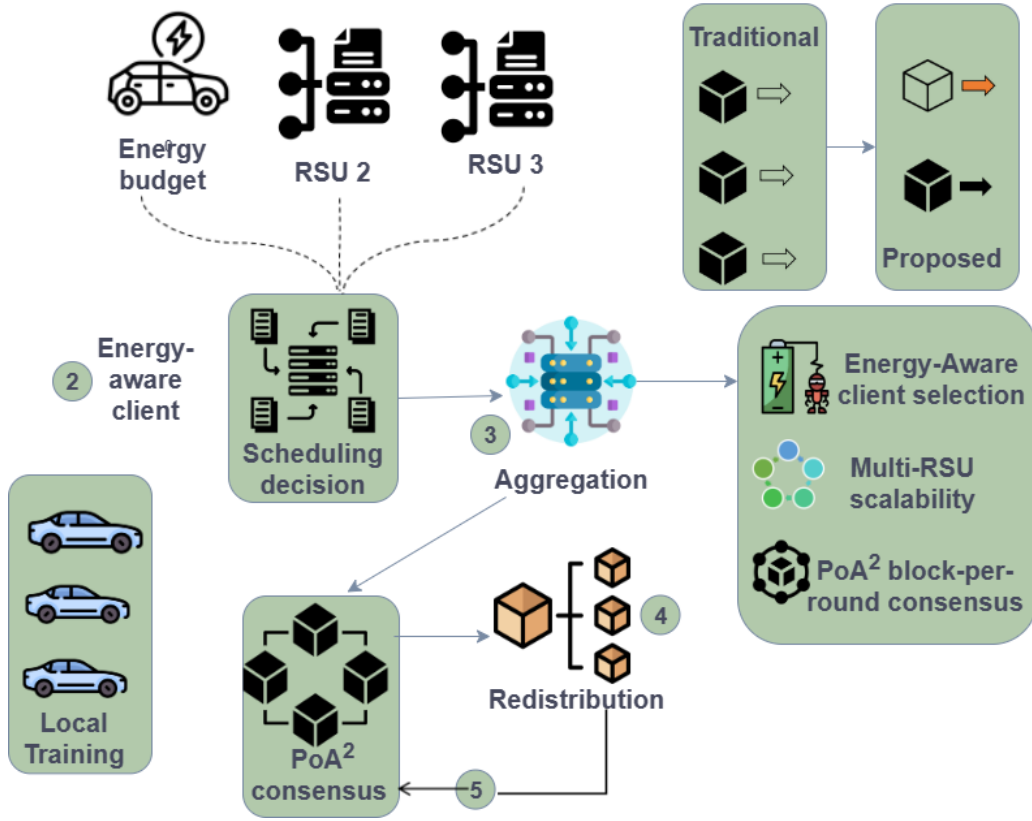 Energy
budget
RSU 2
RSU 3
Traditional
Proposed
2
Energy-
aware
client
Scheduling
decision
3
Aggregation
Energy-Aware
client selection
Multi-RSU
scalability
PoA² block-per-
round consensus
Local
Training
PoA²
consensus
4
Redistribution
5